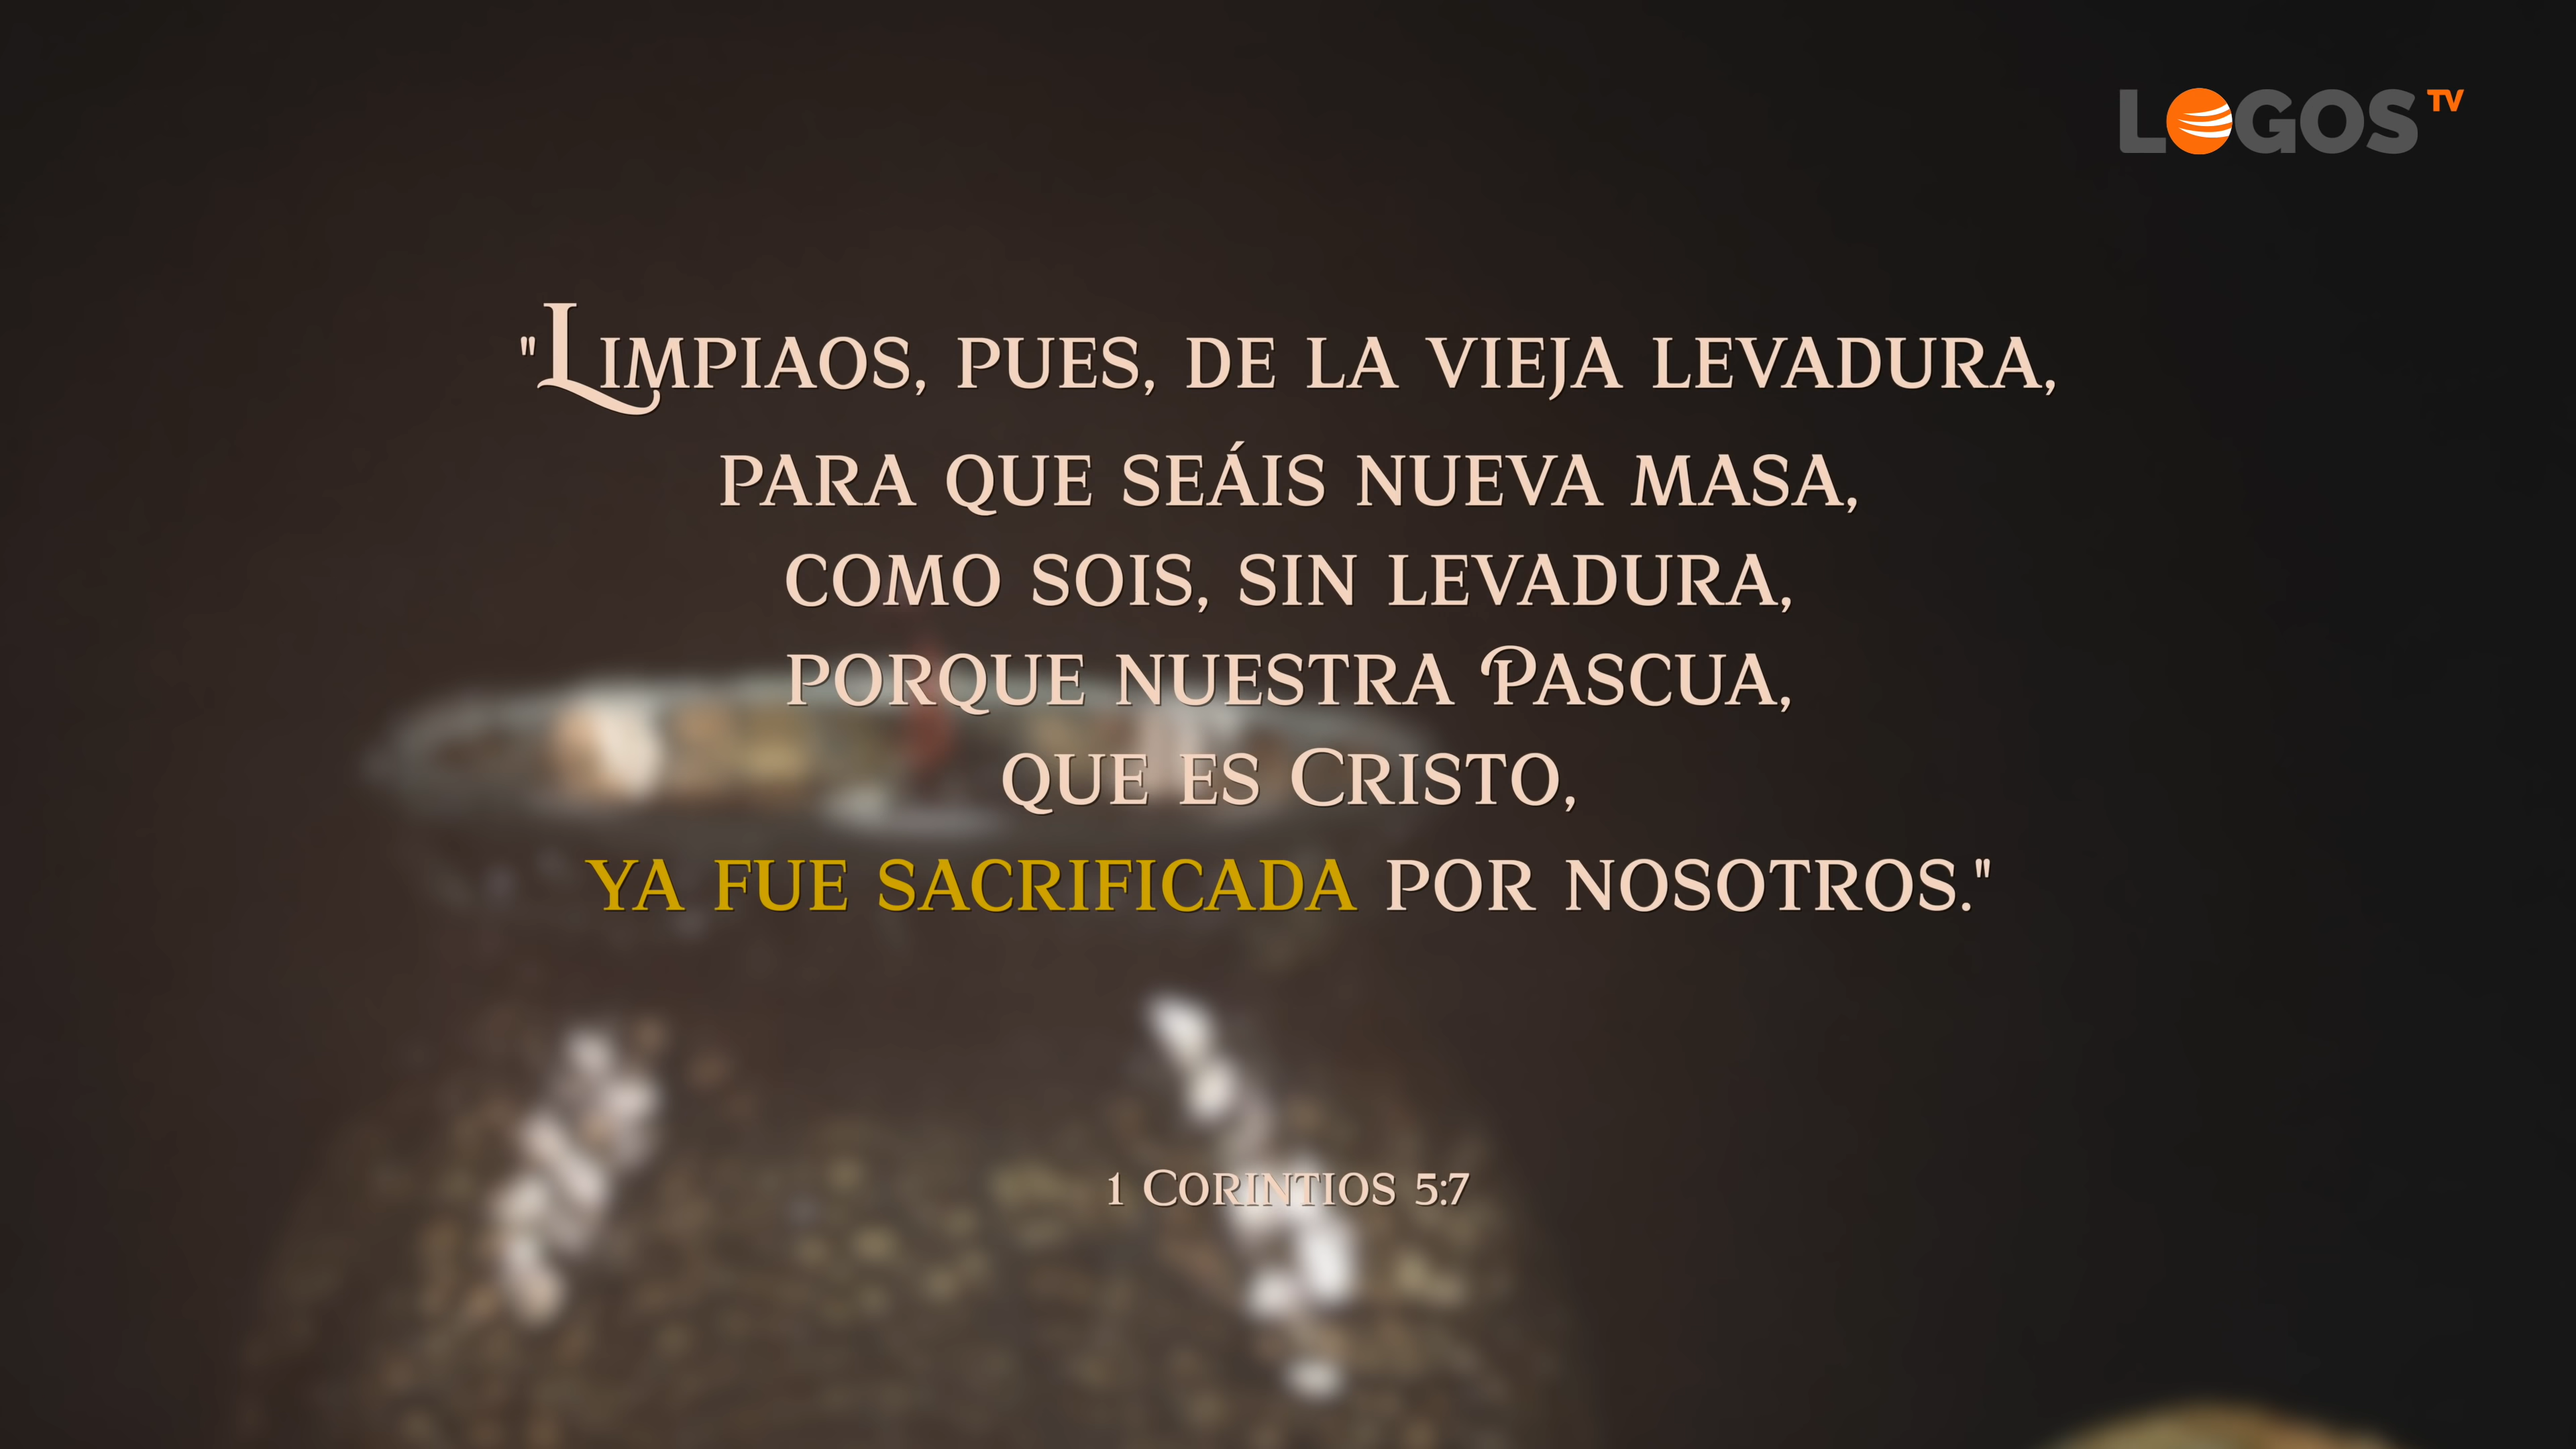 LOGOS TV
"Limpiaos, pues, de la vieja levadura,
para que seáis nueva masa,
como sois, sin levadura,
porque nuestra Pascua,
que es Cristo,
ya fue sacrificada por nosotros."
1 Corintios 5:7